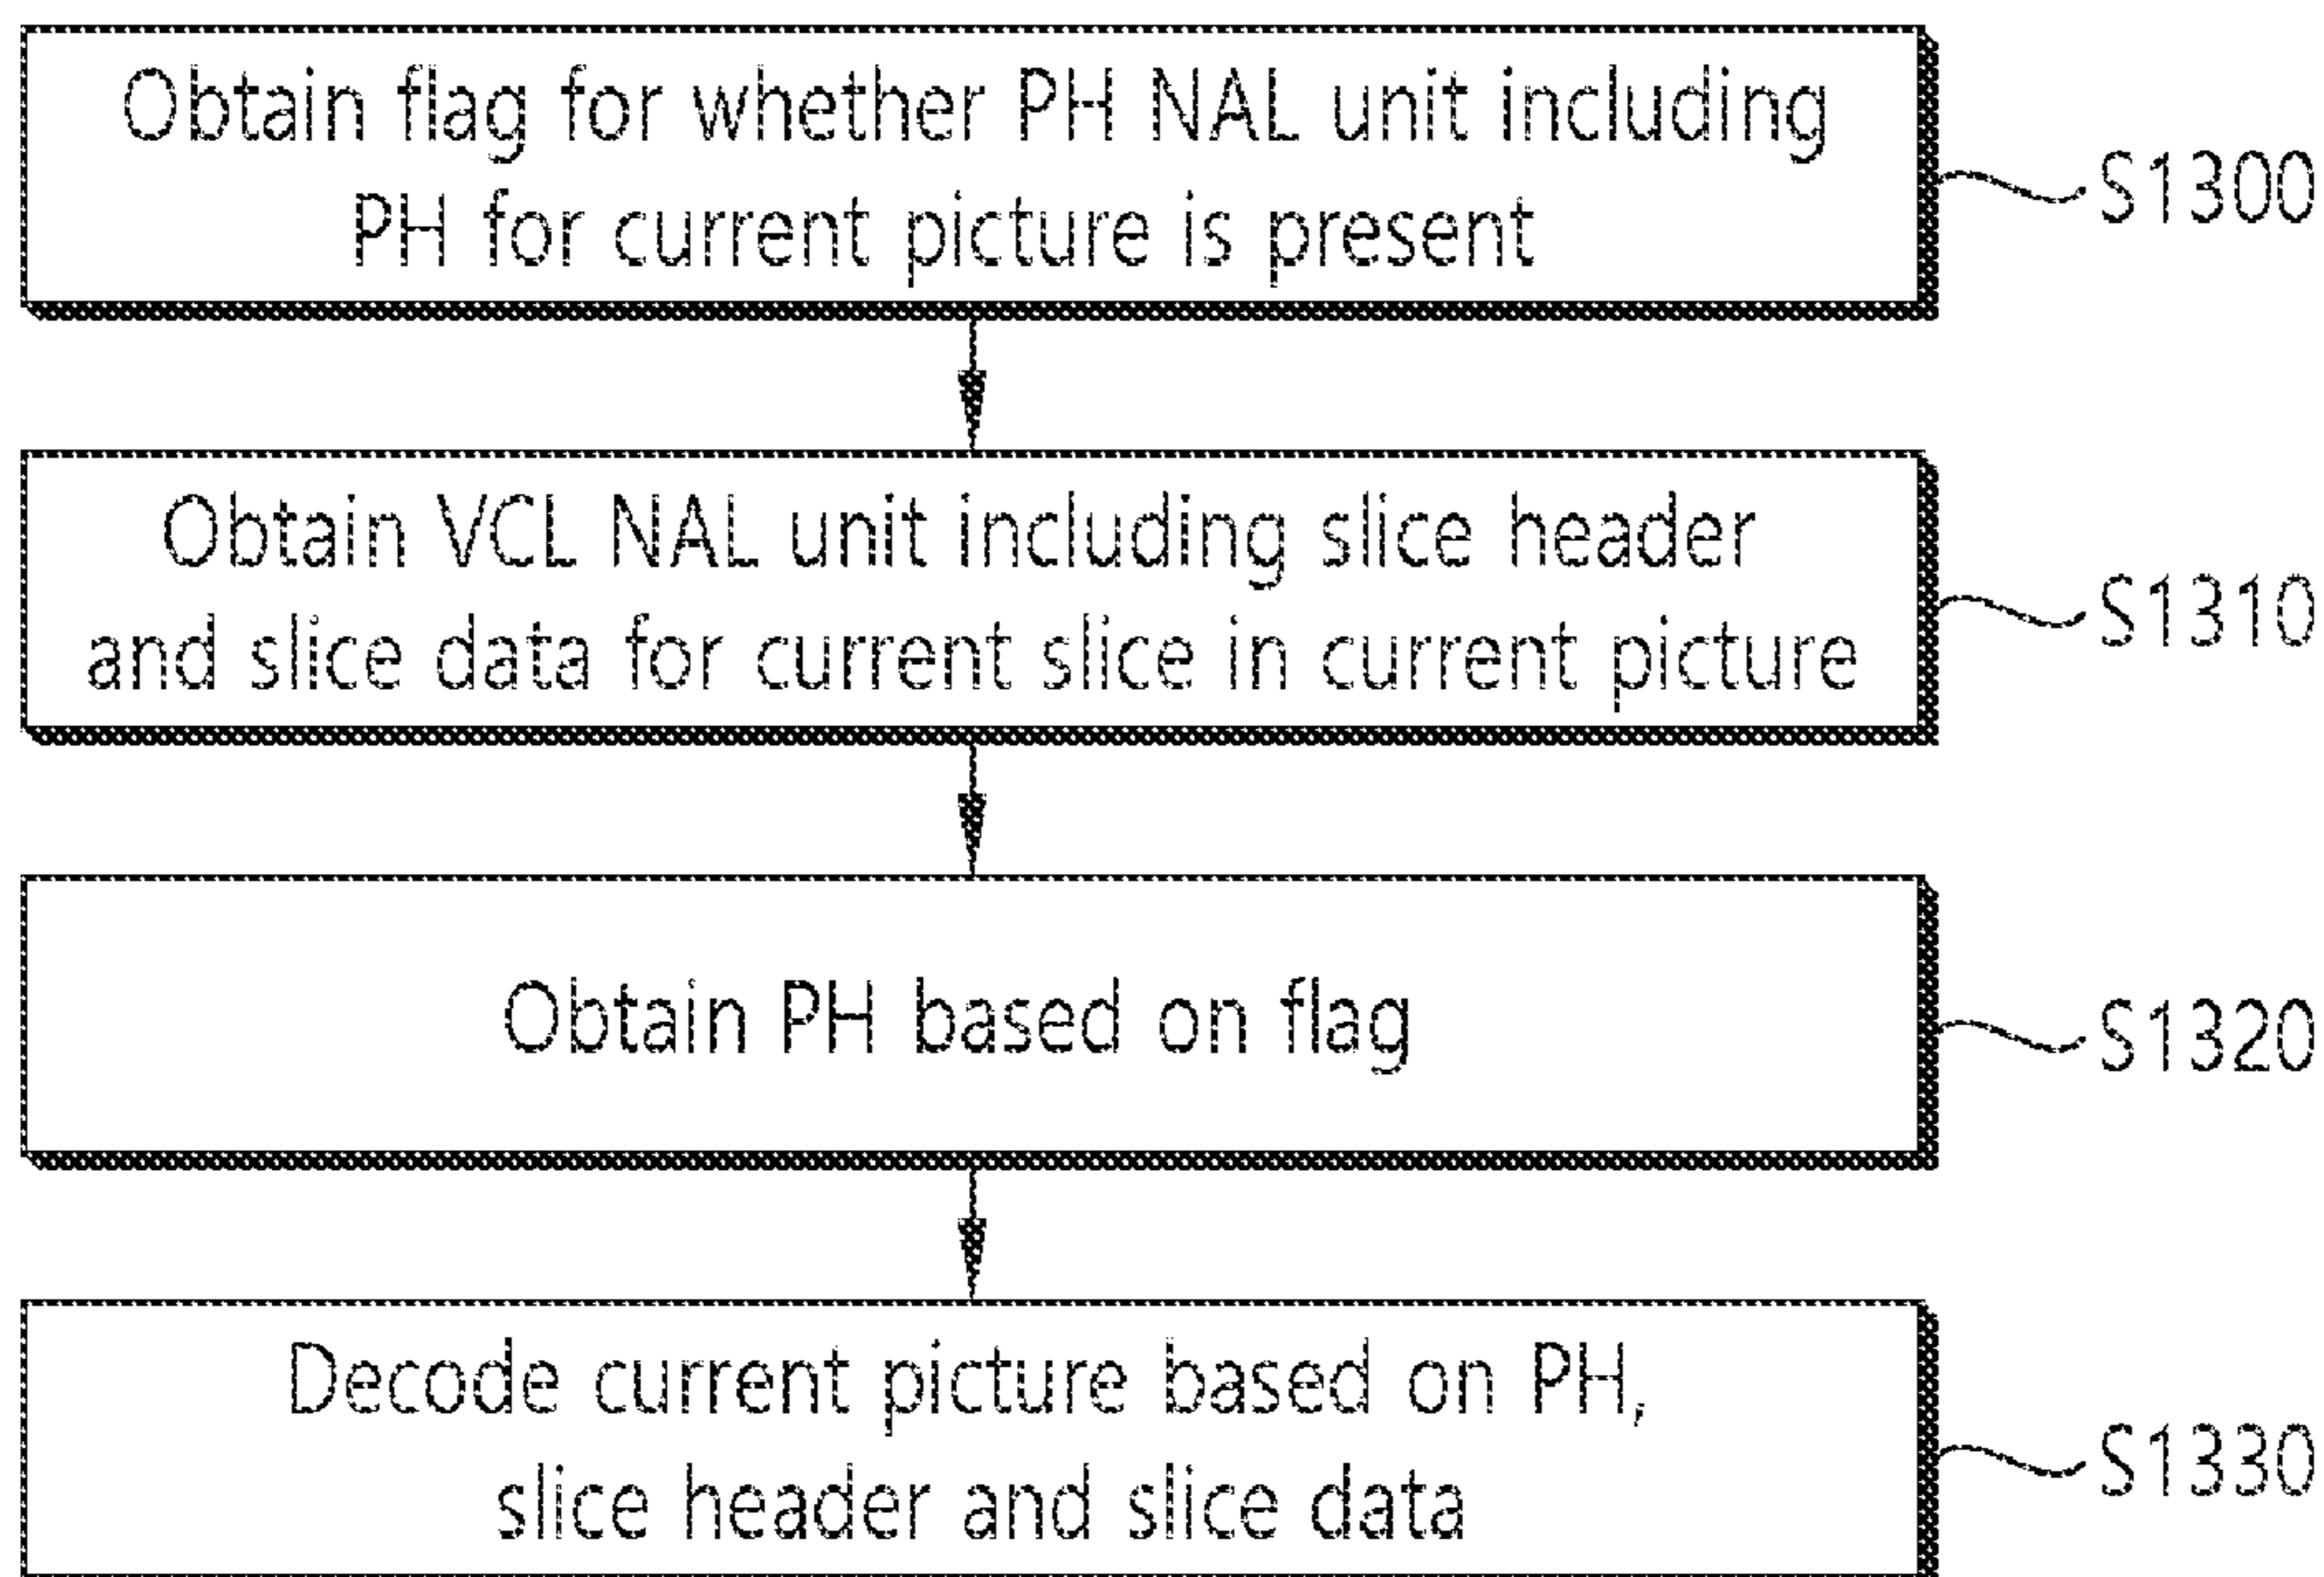 Obtain flag for whether PH NAL unit including
PH for current picture is present
S1300
Obtain VCL NAL unit including slice header
and slice data for current slice in current picture
S1310
Obtain PH based on flag
S1320
Decode current picture based on PH,
slice header and slice data
S1330